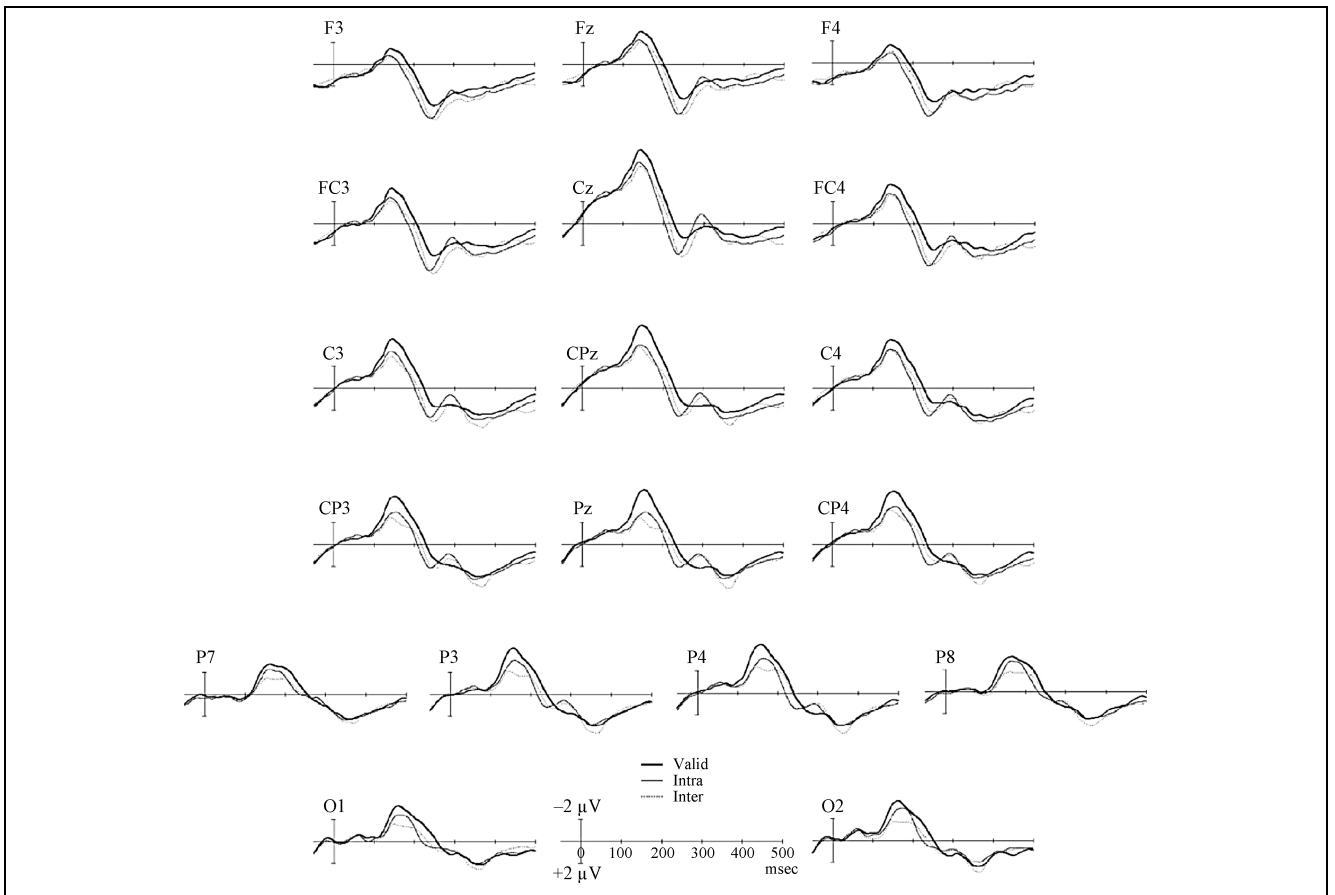 F3 Fz F4
FC3 Cz FC4
C3 CPz C4
CP3 Pz CP4
P7 P3 P4 P8
Valid
Intra
Inter
O1 −2 μV O2
0 100 200 300 400 500
+2 μV msec